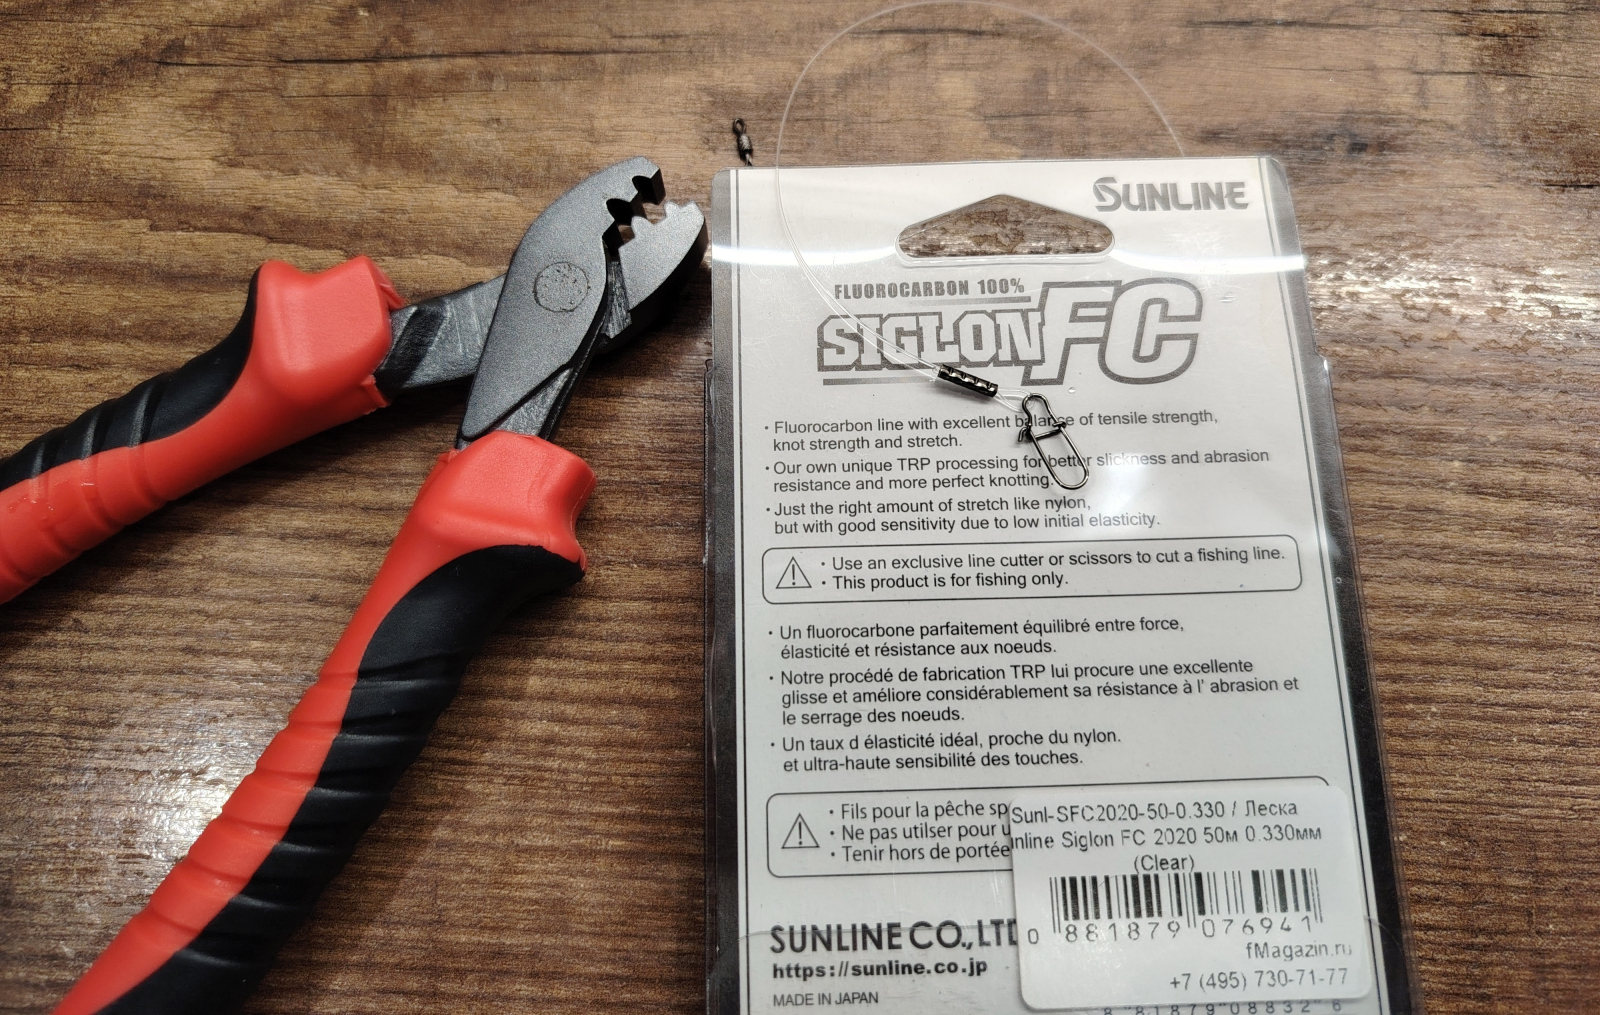 SUNLINE
FLUOROCARBON 100%
SIGLON FC
・Fluorocarbon line with excellent balance of tensile strength,
knot strength and stretch.
・Our own unique TRP processing for better slickness and abrasion
resistance and more perfect knotting.
・Just the right amount of stretch like nylon,
but with good sensitivity due to low initial elasticity.
・Use an exclusive line cutter or scissors to cut a fishing line.
・This product is for fishing only.
・Un fluorocarbone parfaitement équilibré entre force,
élasticité et résistance aux noeuds.
・Notre procédé de fabrication TRP lui procure une excellente
glisse et améliore considérablement sa résistance à l' abrasion et
le serrage des noeuds.
・Un taux d élasticité idéal, proche du nylon.
et ultra-haute sensibilité des touches.
・Fils pour la pêche sp
・Ne pas utilser pour u
・Tenir hors de portée
Sunl-SFC2020-50-0.330 / Леска
nline Siglon FC 2020 50м 0.330мм
(Clear)
0 881879 076941
fMagazin.ru
+7 (495) 730-71-77
SUNLINE CO., LTD
https://sunline.co.jp
MADE IN JAPAN